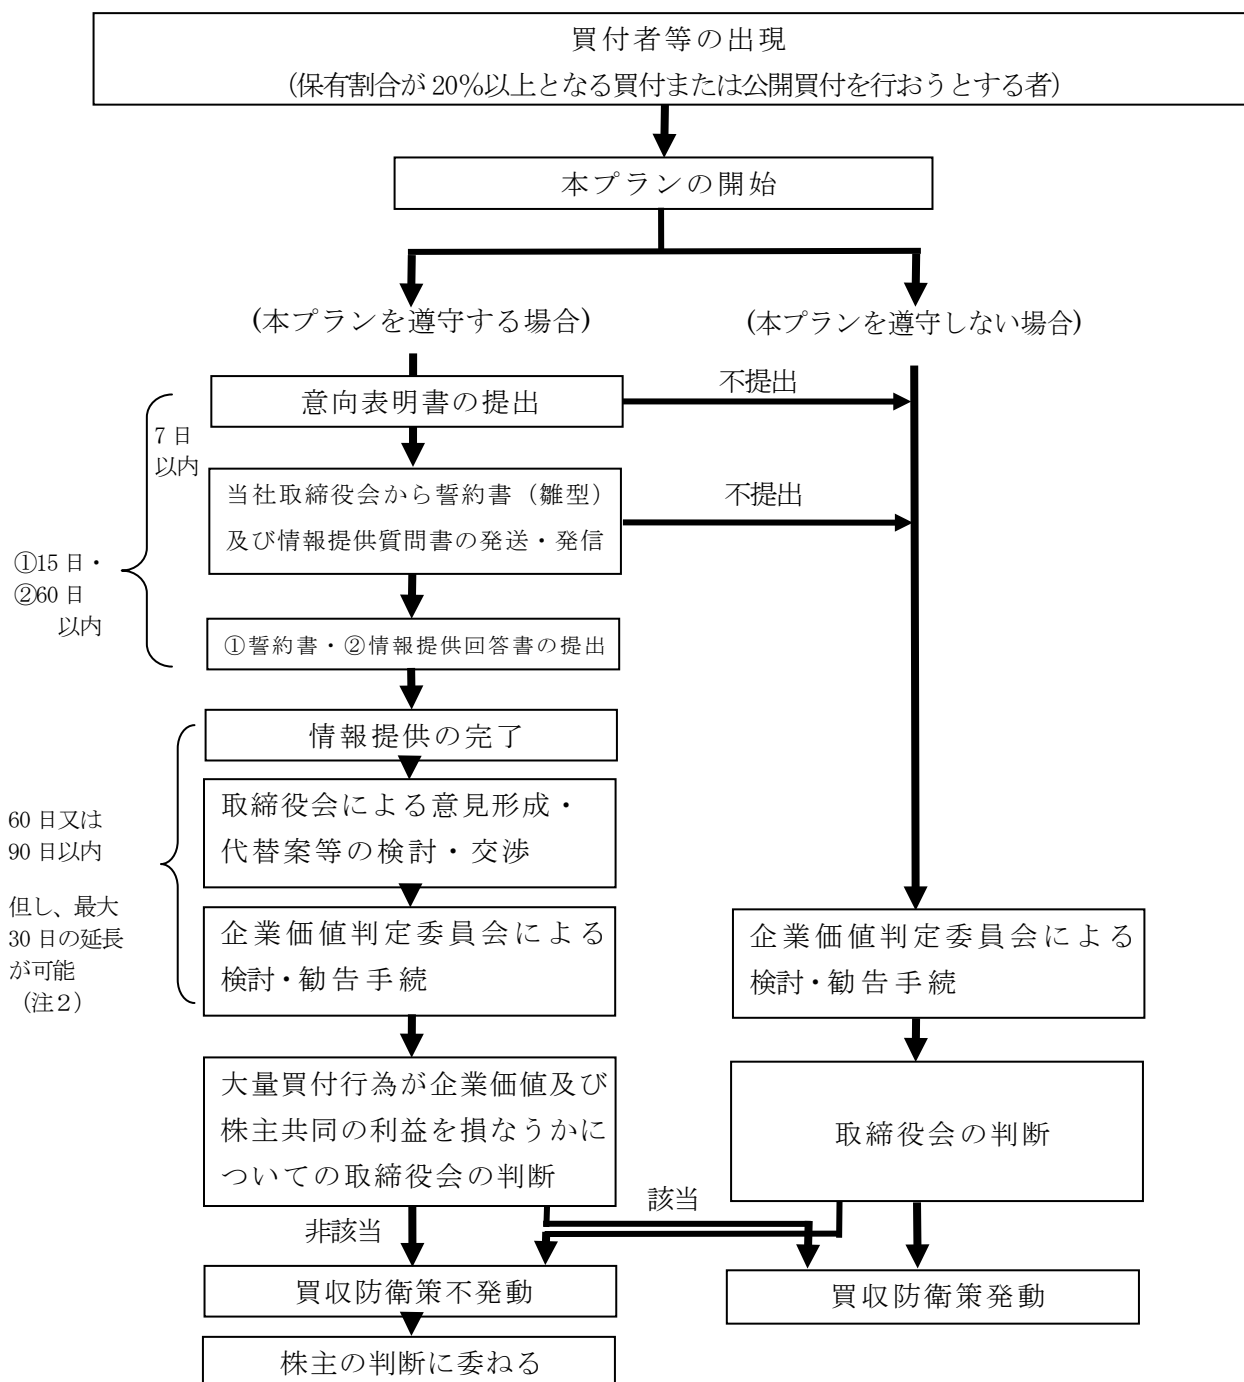 買付者等の出現
(保有割合が20%以上となる買付または公開買付を行おうとする者)
本プランの開始
(本プランを遵守する場合)
(本プランを遵守しない場合)
意向表明書の提出
不提出
7日
以内
当社取締役会から誓約書（雛型）
及び情報提供質問書の発送・発信
不提出
①15日・
②60日
以内
①誓約書・②情報提供回答書の提出
情報提供の完了
取締役会による意見形成・
代替案等の検討・交渉
60日又は
90日以内
但し、最大
30日の延長
が可能
（注２）
企業価値判定委員会による
検討・勧告手続
企業価値判定委員会による
検討・勧告手続
大量買付行為が企業価値及び
株主共同の利益を損なうかに
ついての取締役会の判断
取締役会の判断
該当
非該当
買収防衛策不発動
買収防衛策発動
株主の判断に委ねる